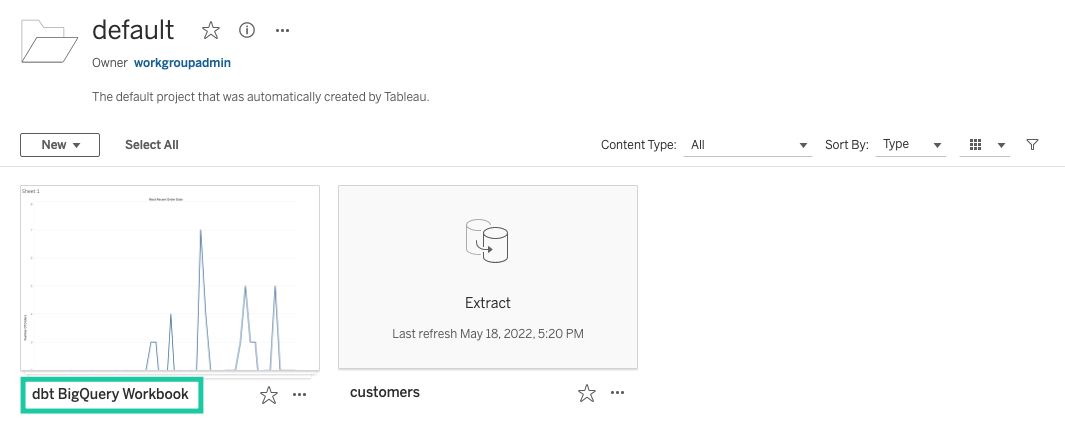 default
Owner workgroupadmin
The default project that was automatically created by Tableau.
New Select All Content Type: All Sort By: Type
Sheet 1
Most Recent Order Date
Extract
Last refresh May 18, 2022, 5:20 PM
dbt BigQuery Workbook
customers